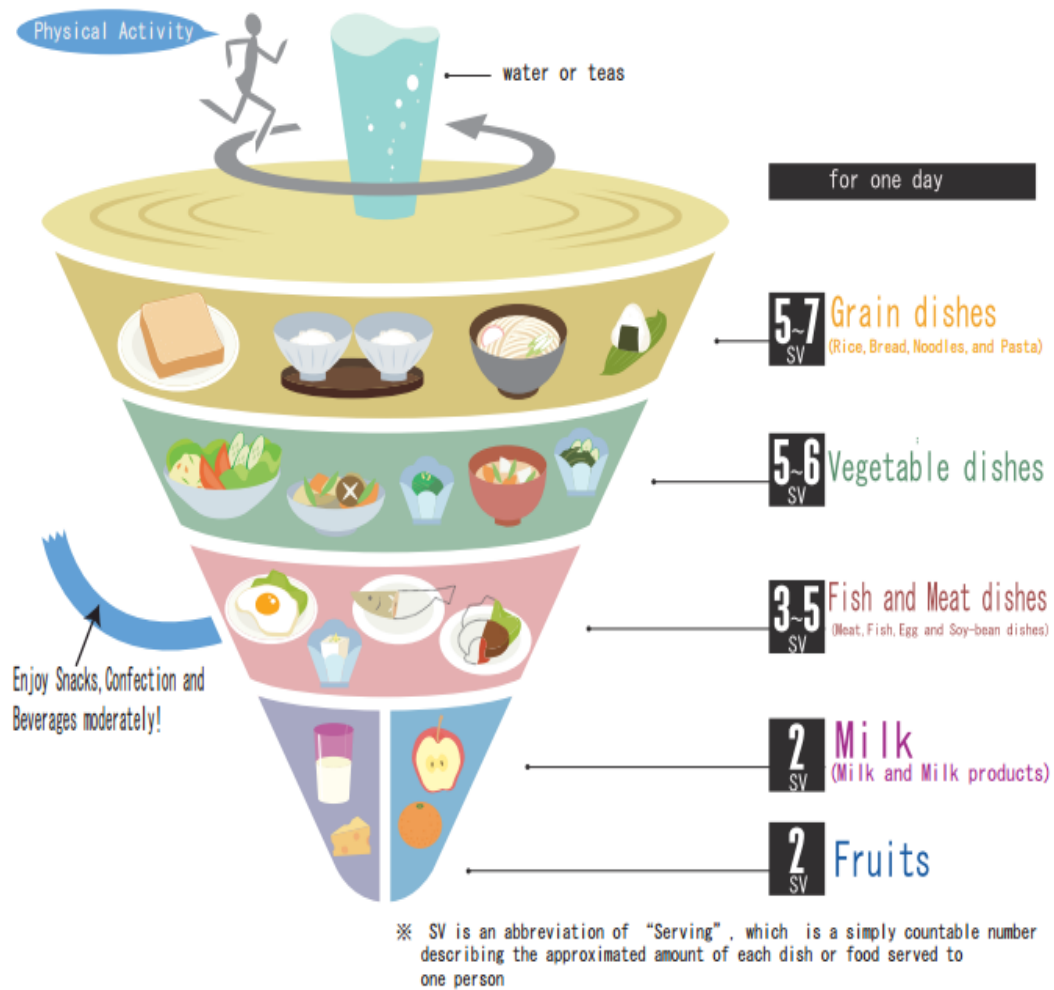 Physical Activity
water or teas
for one day
5~7
SV
Grain dishes
(Rice, Bread, Noodles, and Pasta)
5~6
SV
Vegetable dishes
3~5
SV
Fish and Meat dishes
(Meat, Fish, Egg and Soy-bean dishes)
Enjoy Snacks, Confection and
Beverages moderately!
2
SV
Milk
(Milk and Milk products)
2
SV
Fruits
※ SV is an abbreviation of “Serving”, which is a simply countable number
describing the approximated amount of each dish or food served to
one person